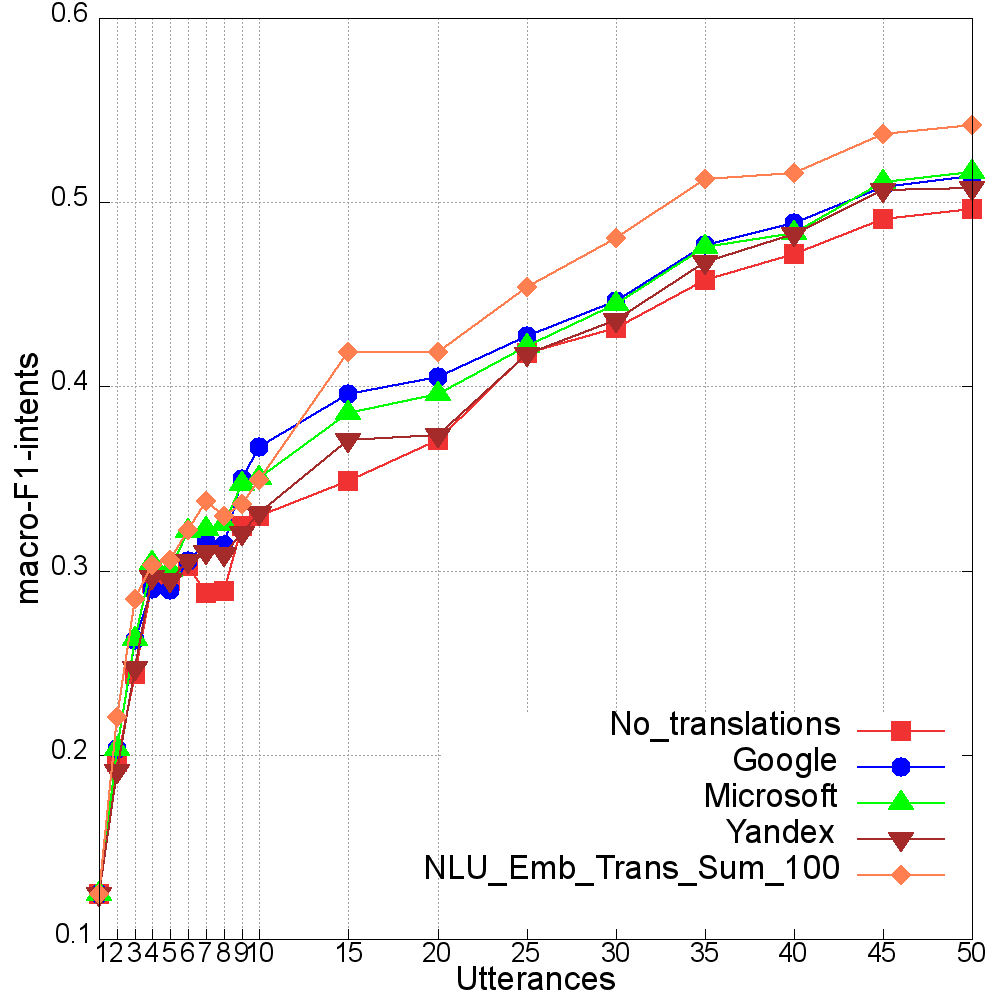 0.6
0.5
0.4
0.3
0.2
0.1
macro-F1-intents
No_translations
Google
Microsoft
Yandex
NLU_Emb_Trans_Sum_100
1 2 3 4 5 6 7 8 9 10 15 20 25 30 35 40 45 50
Utterances